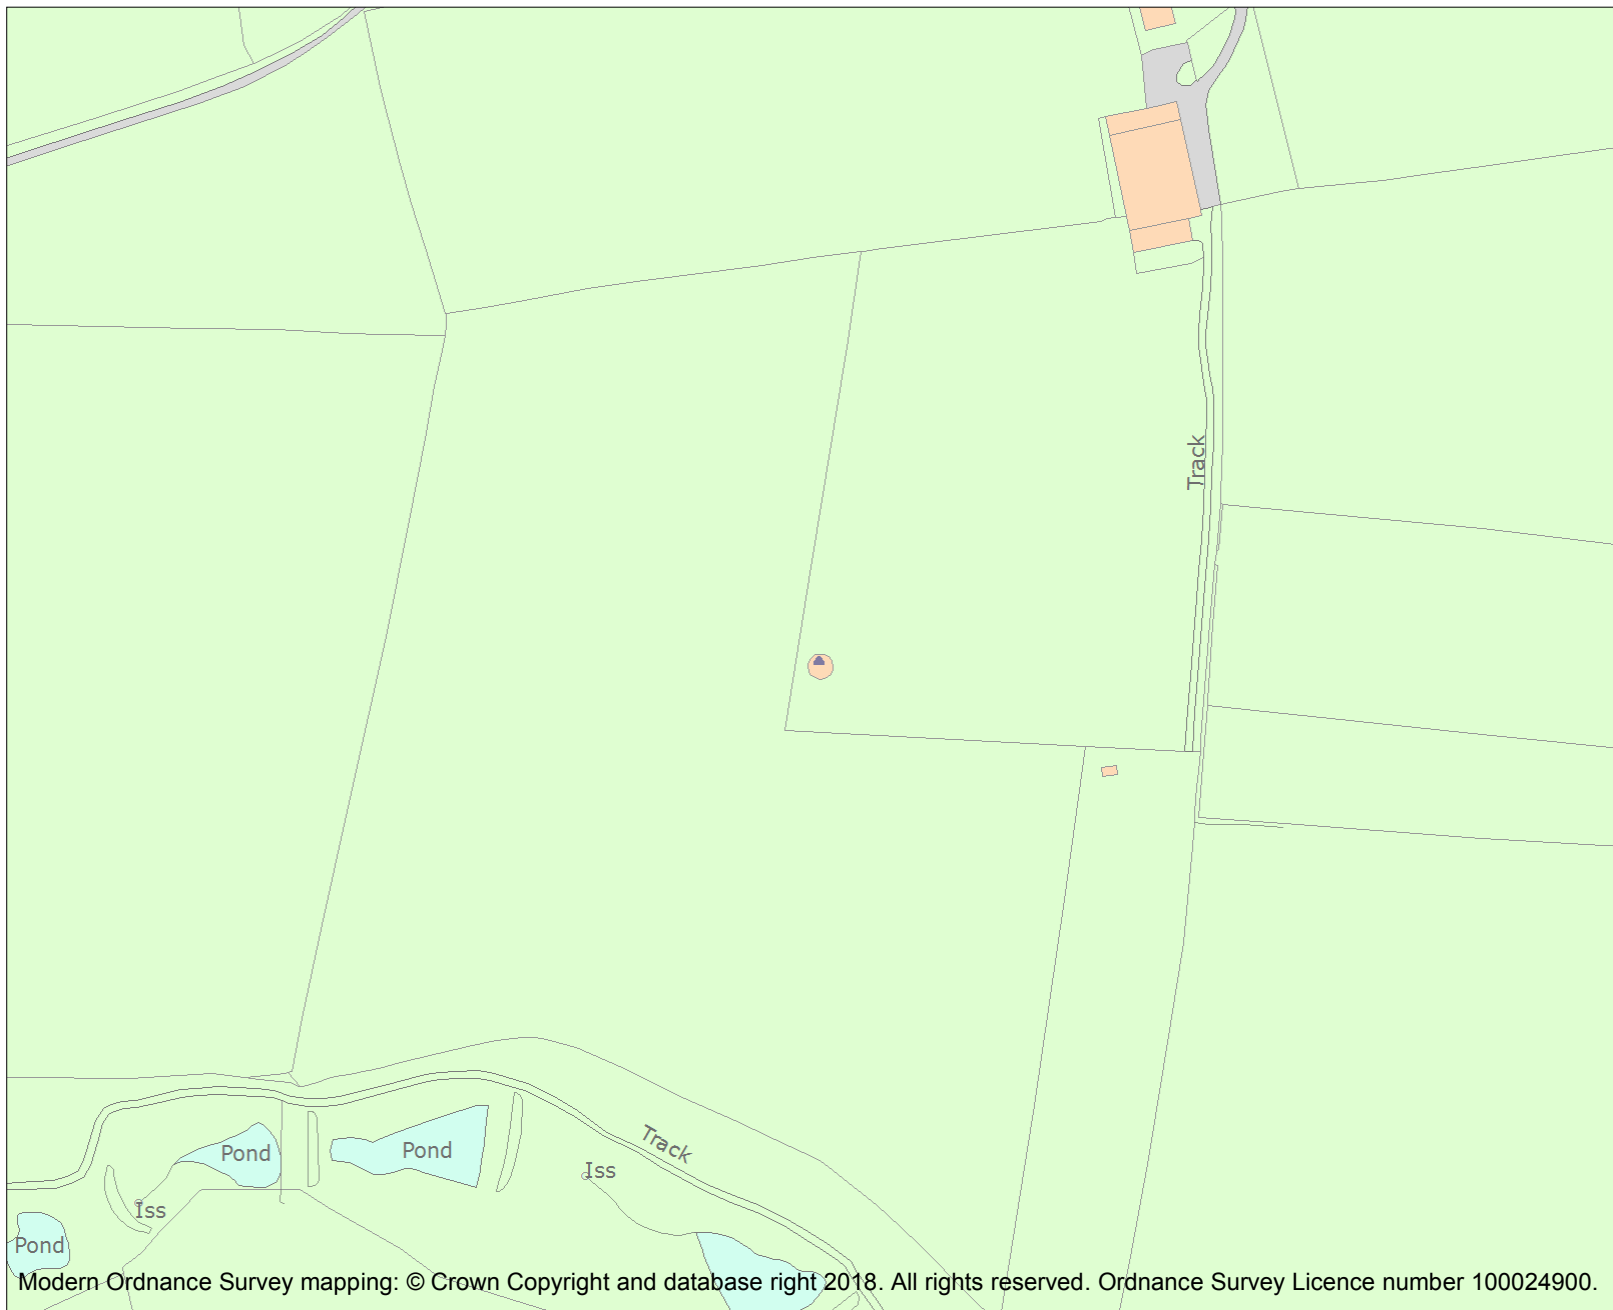 Track
Track
Pond
Pond
Iss
Iss
Pond
Modern Ordnance Survey mapping: © Crown Copyright and database right 2018. All rights reserved. Ordnance Survey Licence number 100024900.